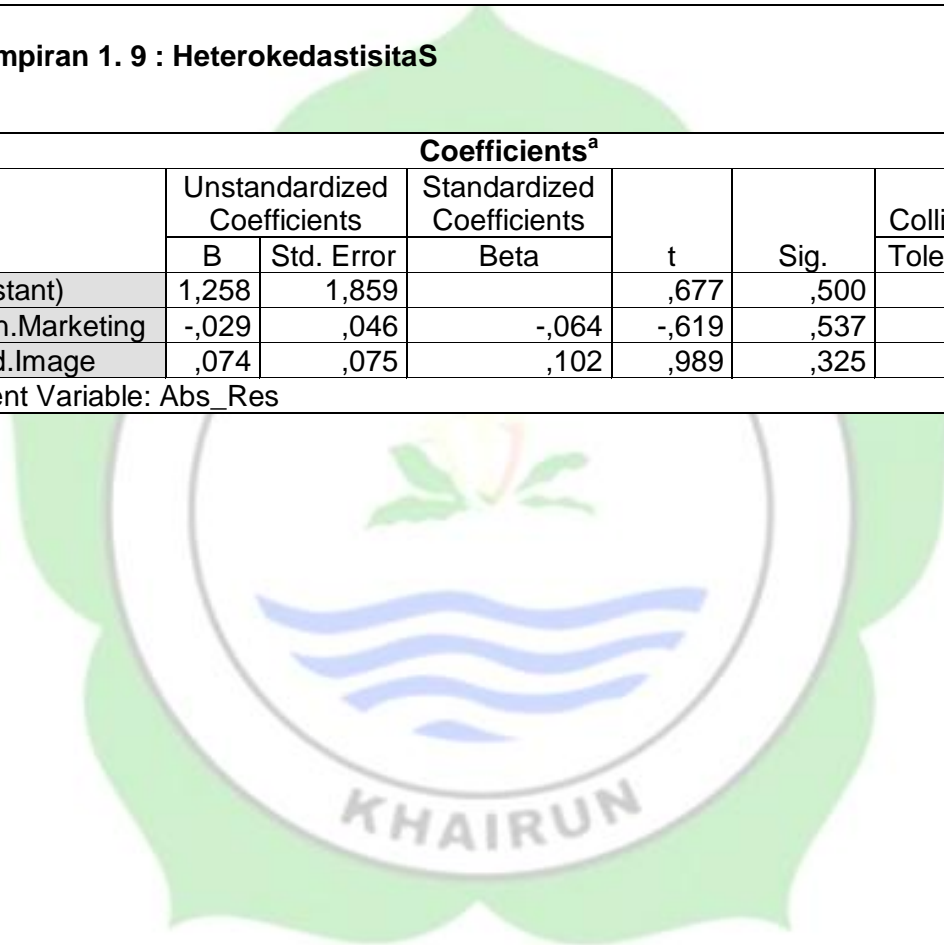 mpiran 1. 9 : HeterokedastisitaS
Coefficientsa
Unstandardized Coefficients Standardized Coefficients t Sig. Colli
B Std. Error Beta Tole
stant) 1,258 1,859 ,677 ,500
n.Marketing -,029 ,046 -,064 -,619 ,537
d.Image ,074 ,075 ,102 ,989 ,325
ent Variable: Abs_Res
KHAIRUN